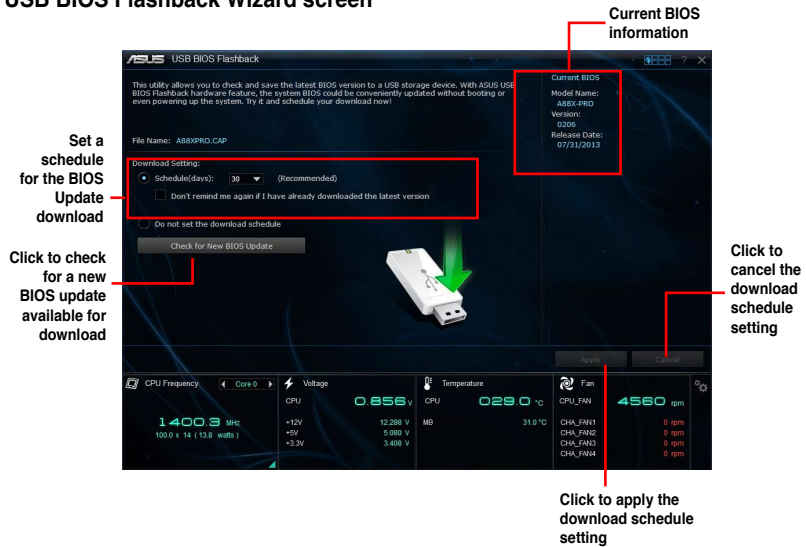 USB BIOS Flashback Wizard screen
Current BIOS
information
ASUS USB BIOS Flashback
? ×
This utility allows you to check and save the latest BIOS version to a USB storage device. With ASUS USB
BIOS Flashback hardware feature, the system BIOS could be conveniently updated without booting or
even powering up the system. Try it and schedule your download now!
Current BIOS
Model Name:
A88X-PRO
Version:
0206
Release Date:
07/31/2013
File Name: A88XPRO.CAP
Set a
schedule
for the BIOS
Update
download
Download Setting:
Schedule(days): 30 (Recommended)
Don't remind me again if I have already downloaded the latest version
Do not set the download schedule
Check for New BIOS Update
Click to check
for a new
BIOS update
available for
download
Click to
cancel the
download
schedule
setting
Apply Cancel
CPU Frequency Core 0
1400.3 MHz
100.0 x 14 (13.8 watts)
Voltage
CPU 0.856 V
+12V 12.288 V
+5V 5.080 V
+3.3V 3.408 V
Temperature
CPU 029.0 °C
MB 31.0 °C
Fan
CPU_FAN 4560 rpm
CHA_FAN1 0 rpm
CHA_FAN2 0 rpm
CHA_FAN3 0 rpm
CHA_FAN4 0 rpm
Click to apply the
download schedule
setting